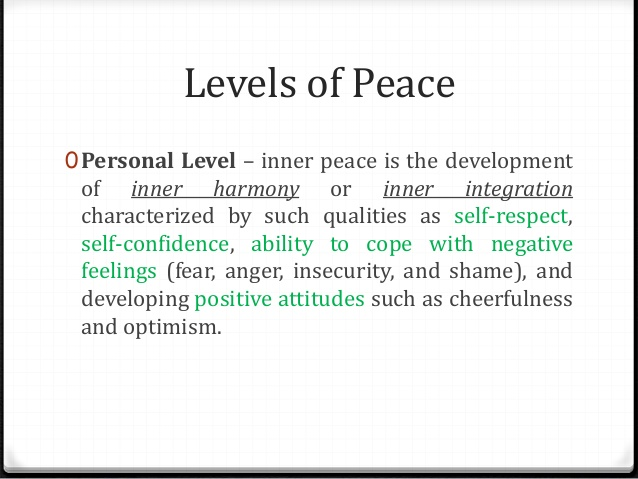 Levels of Peace
Personal Level – inner peace is the development
of inner harmony or inner integration
characterized by such qualities as self-respect,
self-confidence, ability to cope with negative
feelings (fear, anger, insecurity, and shame), and
developing positive attitudes such as cheerfulness
and optimism.